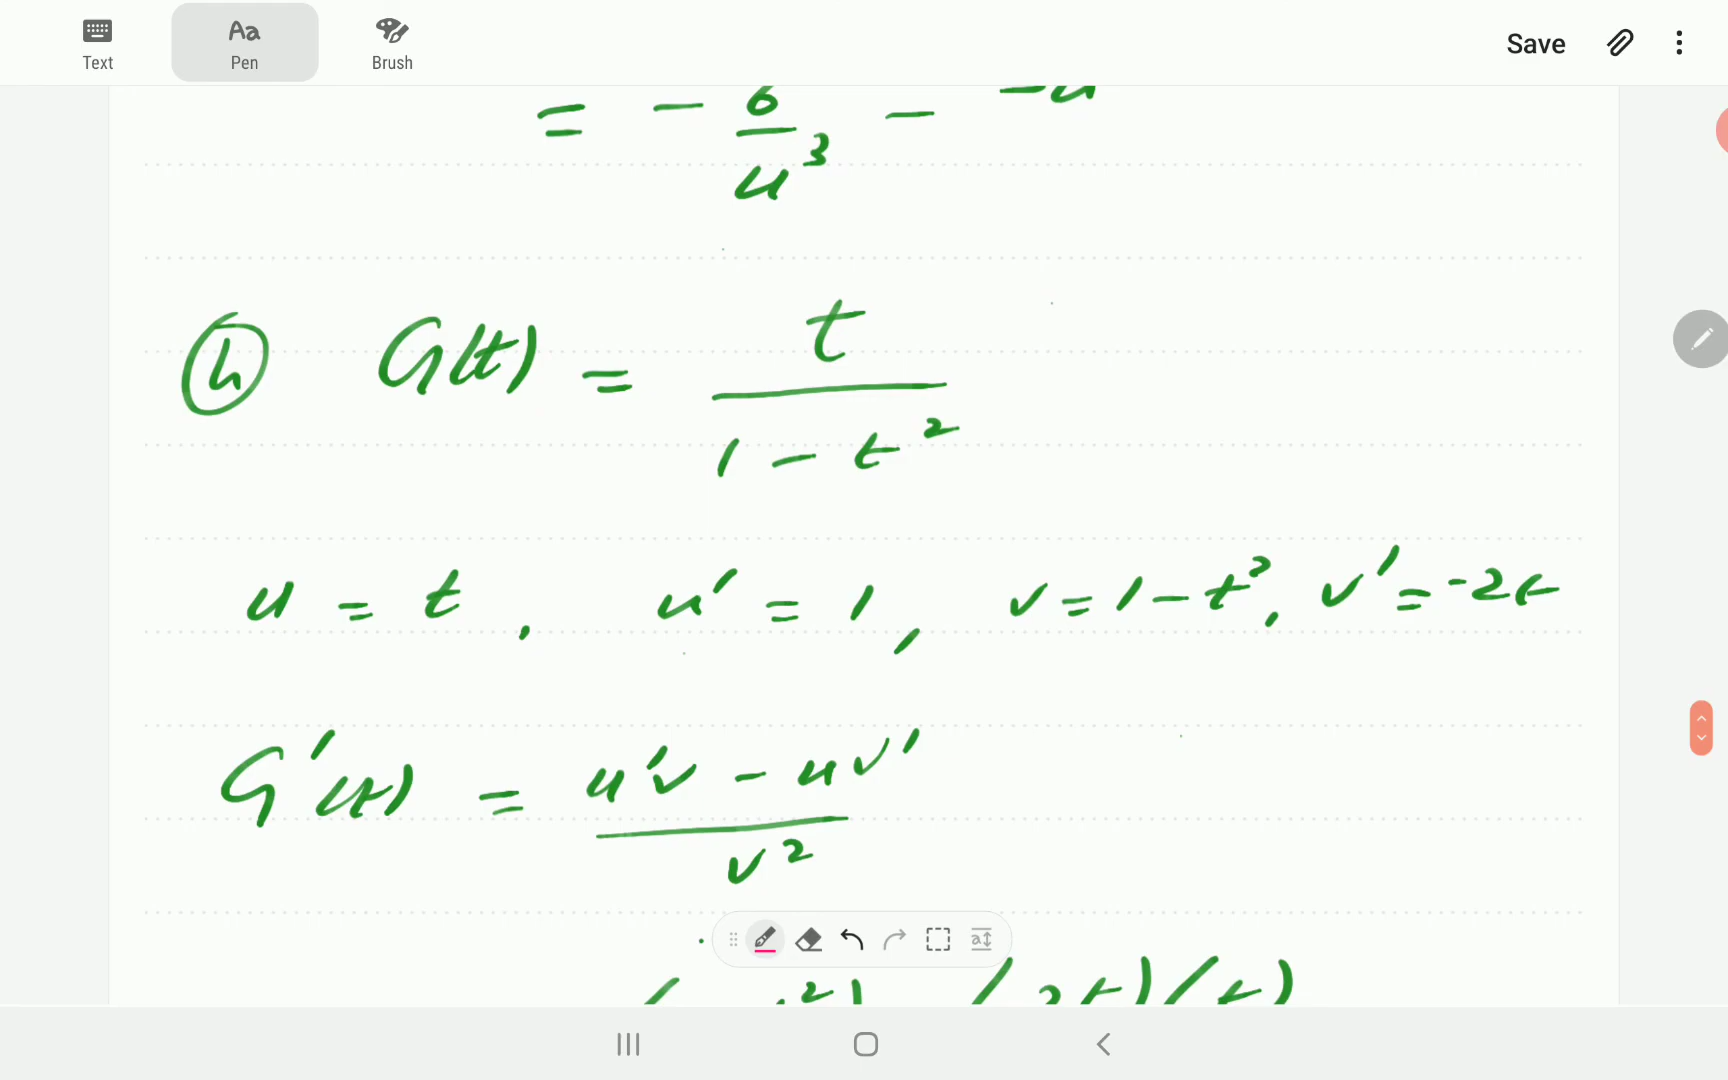 Text Pen Brush Save
= - 6/u³ - -u
(h) G(t) = t/(1 - t²)
u = t, u' = 1, v = 1 - t², v' = -2t
G'(t) = (u'v - uv')/v²